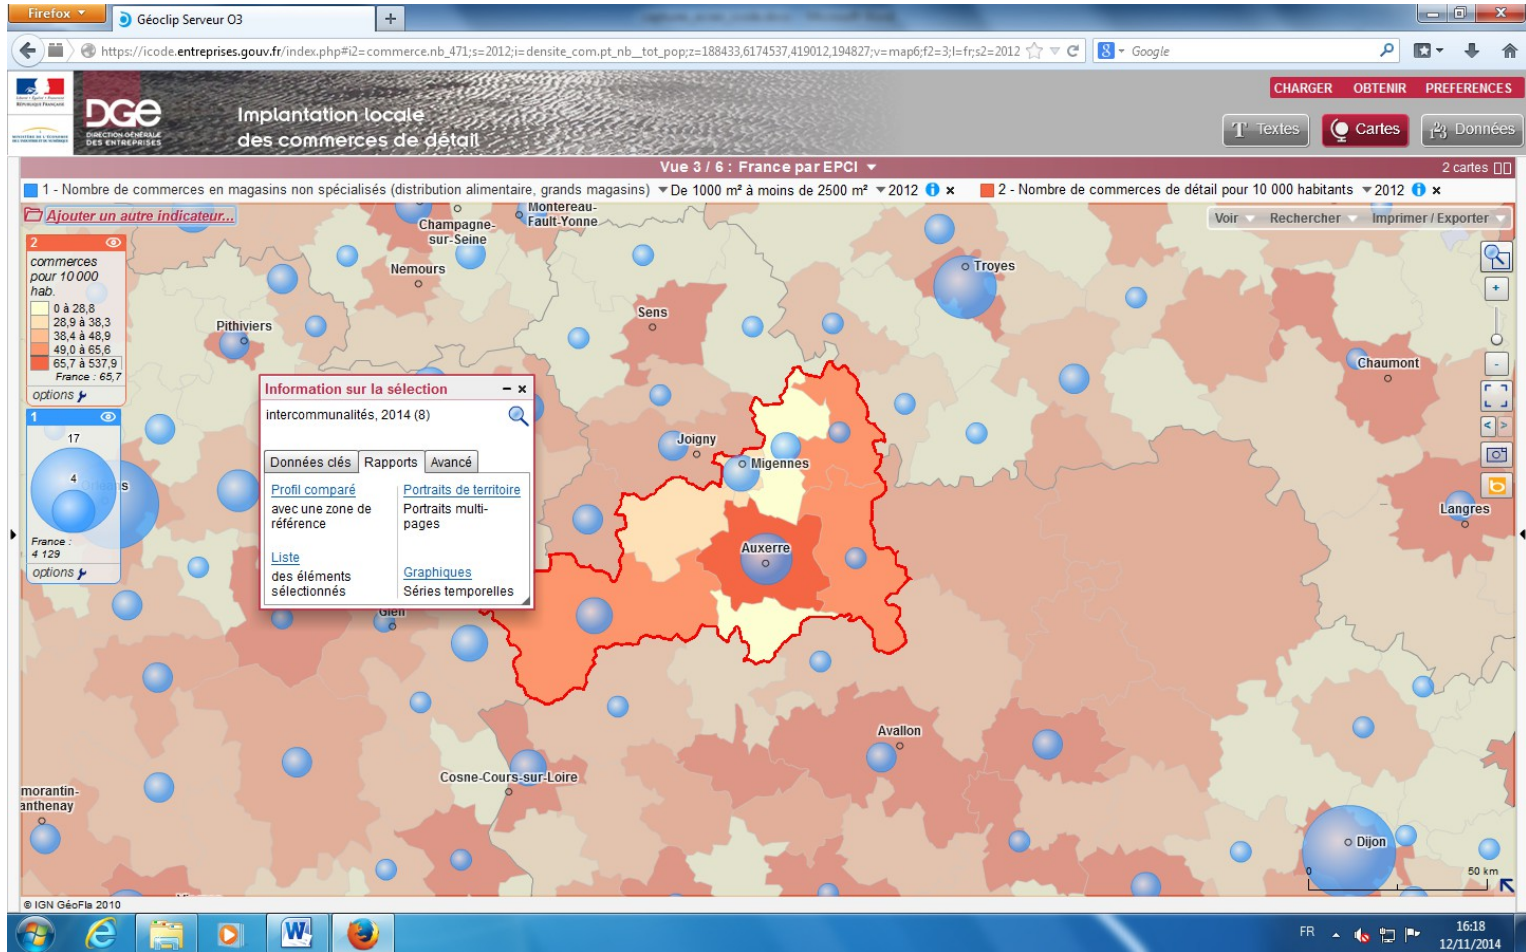 Firefox
Géoclip Serveur O3
https://icode.entreprises.gouv.fr/index.php#i2=commerce.nb_471;s=2012;i=densite_com.pt_nb__tot_pop;z=188433,6174537,419012,194827;v=map6;f2=3;l=fr;s2=2012
Google
DGE
DIRECTION GÉNÉRALE
DES ENTREPRISES
Implantation locale
des commerces de détail
CHARGER OBTENIR PREFERENCES
T Textes
Cartes
123 Données
Vue 3 / 6 : France par EPCI
2 cartes
1 - Nombre de commerces en magasins non spécialisés (distribution alimentaire, grands magasins) De 1000 m² à moins de 2500 m² 2012 i ×
2 - Nombre de commerces de détail pour 10 000 habitants 2012 i ×
Ajouter un autre indicateur...
Voir Rechercher Imprimer / Exporter
2
commerces
pour 10 000
hab.
0 à 28,8
28,9 à 38,3
38,4 à 48,9
49,0 à 65,6
65,7 à 537,9
France : 65,7
options
1
17
4
France :
4 129
options
Montereau-
Fault-Yonne
Champagne-
sur-Seine
Nemours
Troyes
Pithiviers
Sens
Chaumont
Joigny
Migennes
Langres
Auxerre
Gien
Avallon
Cosne-Cours-sur-Loire
morantin-
anthenay
Dijon
Information sur la sélection
intercommunalités, 2014 (8)
Données clés Rapports Avancé
Profil comparé
avec une zone de
référence
Liste
des éléments
sélectionnés
Portraits de territoire
Portraits multi-
pages
Graphiques
Séries temporelles
0 50 km
© IGN GéoFla 2010
FR
16:18
12/11/2014